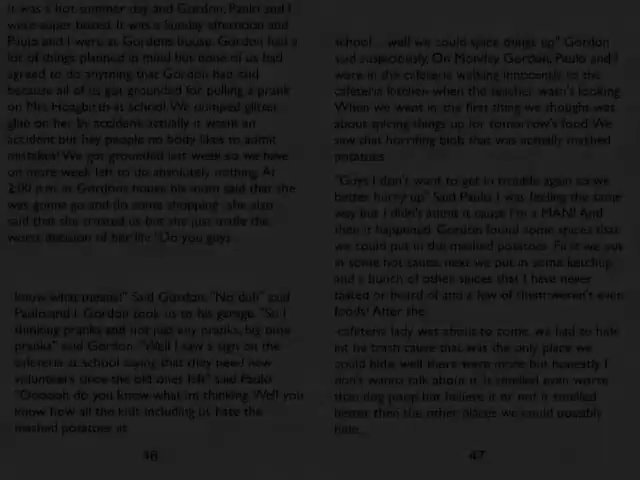 It was a hot summer day and Gordon, Paulo and I
were super bored. It was a Sunday afternoon and
Paulo and I were at Gordons house. Gordon had a
lot of things planned in mind but none of us had
agreed to do anything that Gordon had said
because all of us got grounded for pulling a prank
on Mrs. Hogbirth at school. We dumped glitter
glue on her by accident, actually it wasnt an
accident but hey people no body likes to admit
mistakes! We got grounded last week so we have
on more week left to do absolutely nothing. At
2:00 p.m. at Gordons house his mom said that she
was gonna go and do some shopping she also
said that she trusted us but she just made the
worst decision of her life. "Do you guys
know what means?" Said Gordon. "No duh" said
Paulo and I. Gordon took us to his garage. "So I
thinking pranks and not just any pranks, big time
pranks" said Gordon. "Well I saw a sign on the
cafeteria at school saying that they need new
volunteers since the old ones left" said Paulo.
"Oooooh do you know what im thinking. Well you
know how all the kids including us hate the
mashed potatoes at
46
school… well we could spice things up" Gordon
said suspiciously. On Monday Gordon, Paulo and I
were in the cafeteria walking innocently to the
cafeteria kitchen when the teacher wasn't looking.
When we went in the first thing we thought was
about spicing things up for tomorrow's food. We
saw that horrifing blob that was actually mashed
potatoes.
"Guys I don't want to get in trouble again so we
better hurry up" Said Paulo. I was feeling the same
way but I didn't admit it cause I'm a MAN!! And
then it happened. Gordon found some spices that
we could put in the mashed potatoes. First we put
in some hot sauce, next we put in some ketchup
and a bunch of other spices that I have never
tasted or heard of and a few of them weren't even
foods! After the
cafeteria lady wet about to come, we had to hide
int he trash cause that was the only place we
could hide well there were more but honestly I
don't wanna talk about it. It smelled even worse
than dog poop but believe it or not it smelled
better then the other places we could possibly
hide.
47